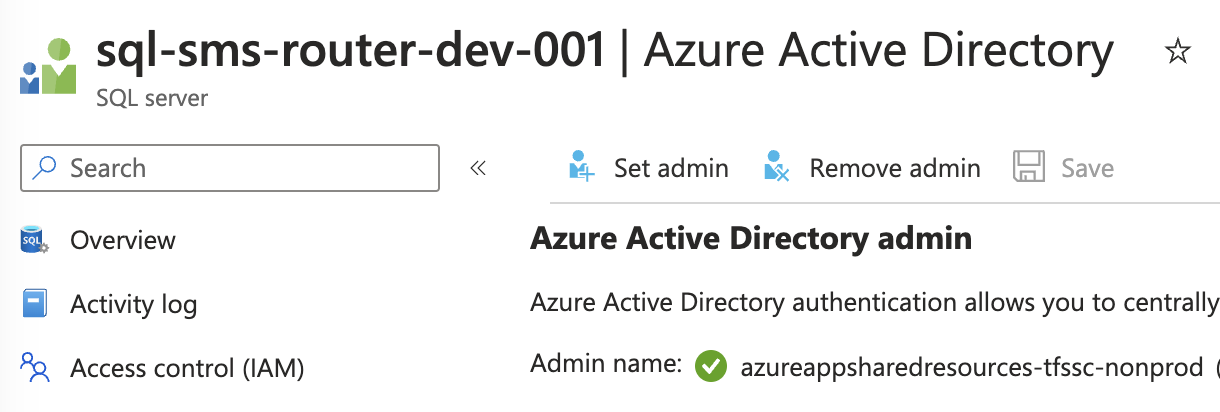 sql-sms-router-dev-001 | Azure Active Directory
SQL server
Search
«
Set admin
Remove admin
Save
SQL
Overview
Activity log
Access control (IAM)
Azure Active Directory admin
Azure Active Directory authentication allows you to centrally
Admin name: azureappsharedresources-tfssc-nonprod (